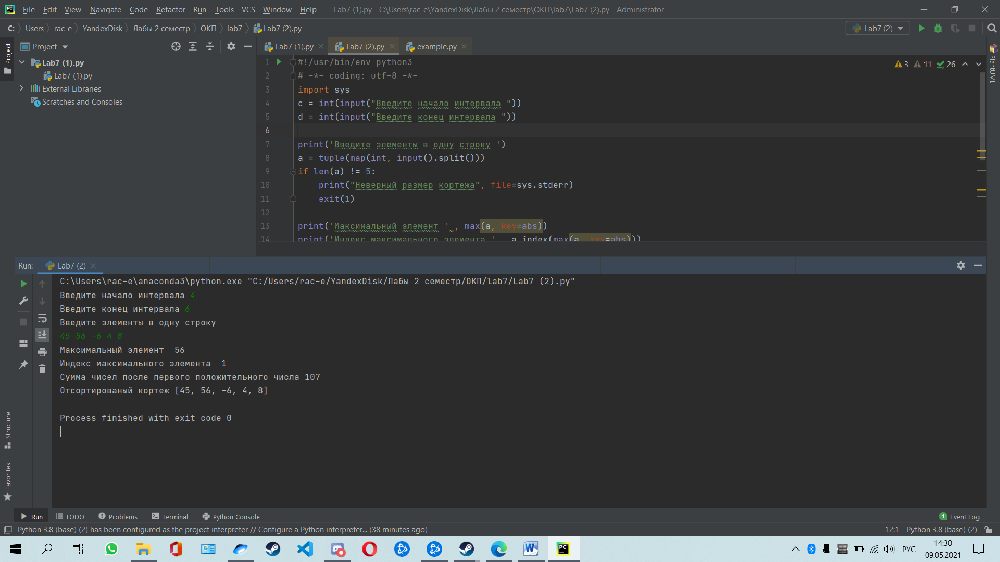 File Edit View Navigate Code Refactor Run Tools VCS Window Help Lab7 (1).py - C:\Users\rac-e\YandexDisk\Лабы 2 семестр\ОКП\lab7\Lab7 (2).py - Administrator
C: Users rac-e YandexDisk Лабы 2 семестр ОКП lab7 Lab7 (2).py Lab7 (2)
Project Project Lab7 (1).py Lab7 (2).py example.py
Lab7 (1).py
Lab7 (1).py
External Libraries
Scratches and Consoles
PlantUML
3 11 26
1 #!/usr/bin/env python3
2 # -*- coding: utf-8 -*-
3 import sys
4 c = int(input("Введите начало интервала "))
5 d = int(input("Введите конец интервала "))
6
7 print('Введите элементы в одну строку ')
8 a = tuple(map(int, input().split()))
9 if len(a) != 5:
10 print("Неверный размер кортежа", file=sys.stderr)
11 exit(1)
12
13 print('Максимальный элемент ' , max(a, key=abs))
14 print('Индекс максимального элемента ' , a.index(max(a, key=abs)))
Run: Lab7 (2)
C:\Users\rac-e\anaconda3\python.exe "C:/Users/rac-e/YandexDisk/Лабы 2 семестр/ОКП/lab7/Lab7 (2).py"
Введите начало интервала 4
Введите конец интервала 6
Введите элементы в одну строку
45 56 -6 4 8
Максимальный элемент  56
Индекс максимального элемента  1
Сумма чисел после первого положительного числа 107
Отсортированый кортеж [45, 56, -6, 4, 8]
Process finished with exit code 0
Structure
Favorites
Run TODO Problems Terminal Python Console 1 Event Log
Python 3.8 (base) (2) has been configured as the project interpreter // Configure a Python interpreter... (38 minutes ago) 12:1 Python 3.8 (base) (2)
РУС 14:30
09.05.2021